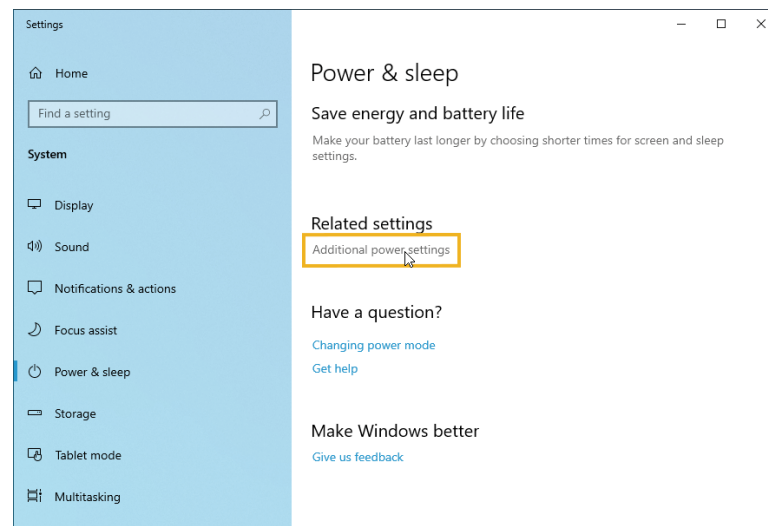 Settings
Home
Find a setting
System
Display
Sound
Notifications & actions
Focus assist
Power & sleep
Storage
Tablet mode
Multitasking
Power & sleep
Save energy and battery life
Make your battery last longer by choosing shorter times for screen and sleep
settings.
Related settings
Additional power settings
Have a question?
Changing power mode
Get help
Make Windows better
Give us feedback